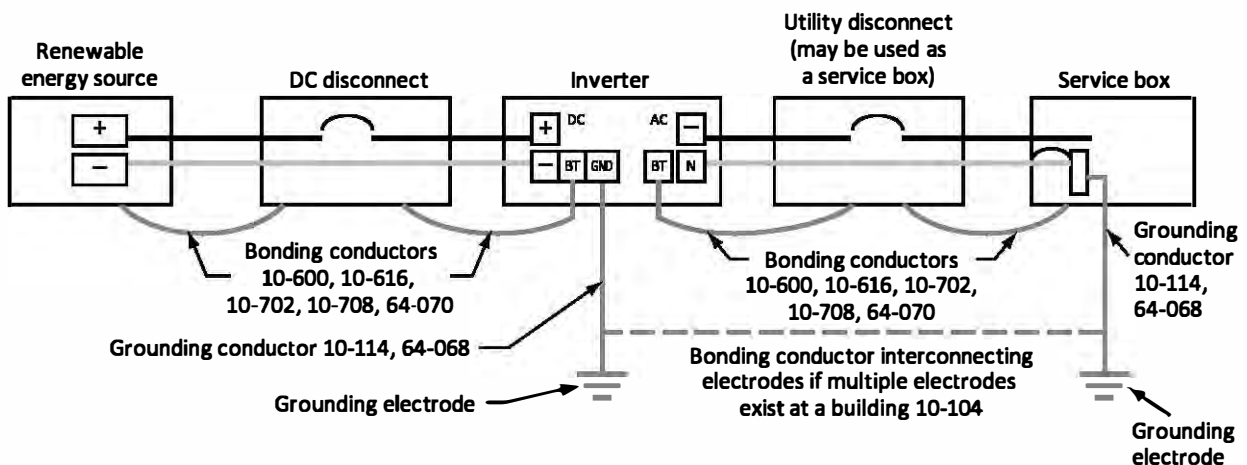 Renewable
energy source
DC disconnect
Inverter
Utility disconnect
(may be used as
a service box)
Service box
+
−
+
DC
−
BT
GND
AC
−
BT
IN
Bonding conductors
10-600, 10-616,
10-702, 10-708, 64-070
Bonding conductors
10-600, 10-616, 10-702,
10-708, 64-070
Grounding
conductor
10-114,
64-068
Grounding conductor 10-114, 64-068
Bonding conductor interconnecting
electrodes if multiple electrodes
exist at a building 10-104
Grounding electrode
Grounding
electrode